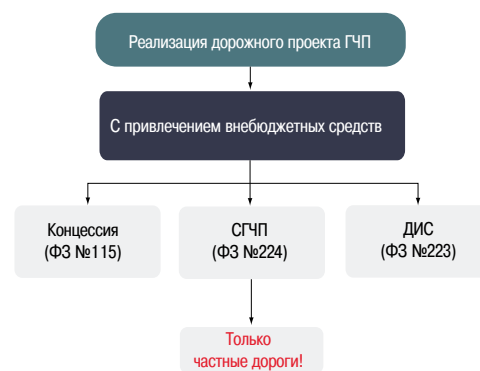 Реализация дорожного проекта ГЧП
С привлечением внебюджетных средств
Концессия
(ФЗ №115)
СГЧП
(ФЗ №224)
ДИС
(ФЗ №223)
Только
частные дороги!